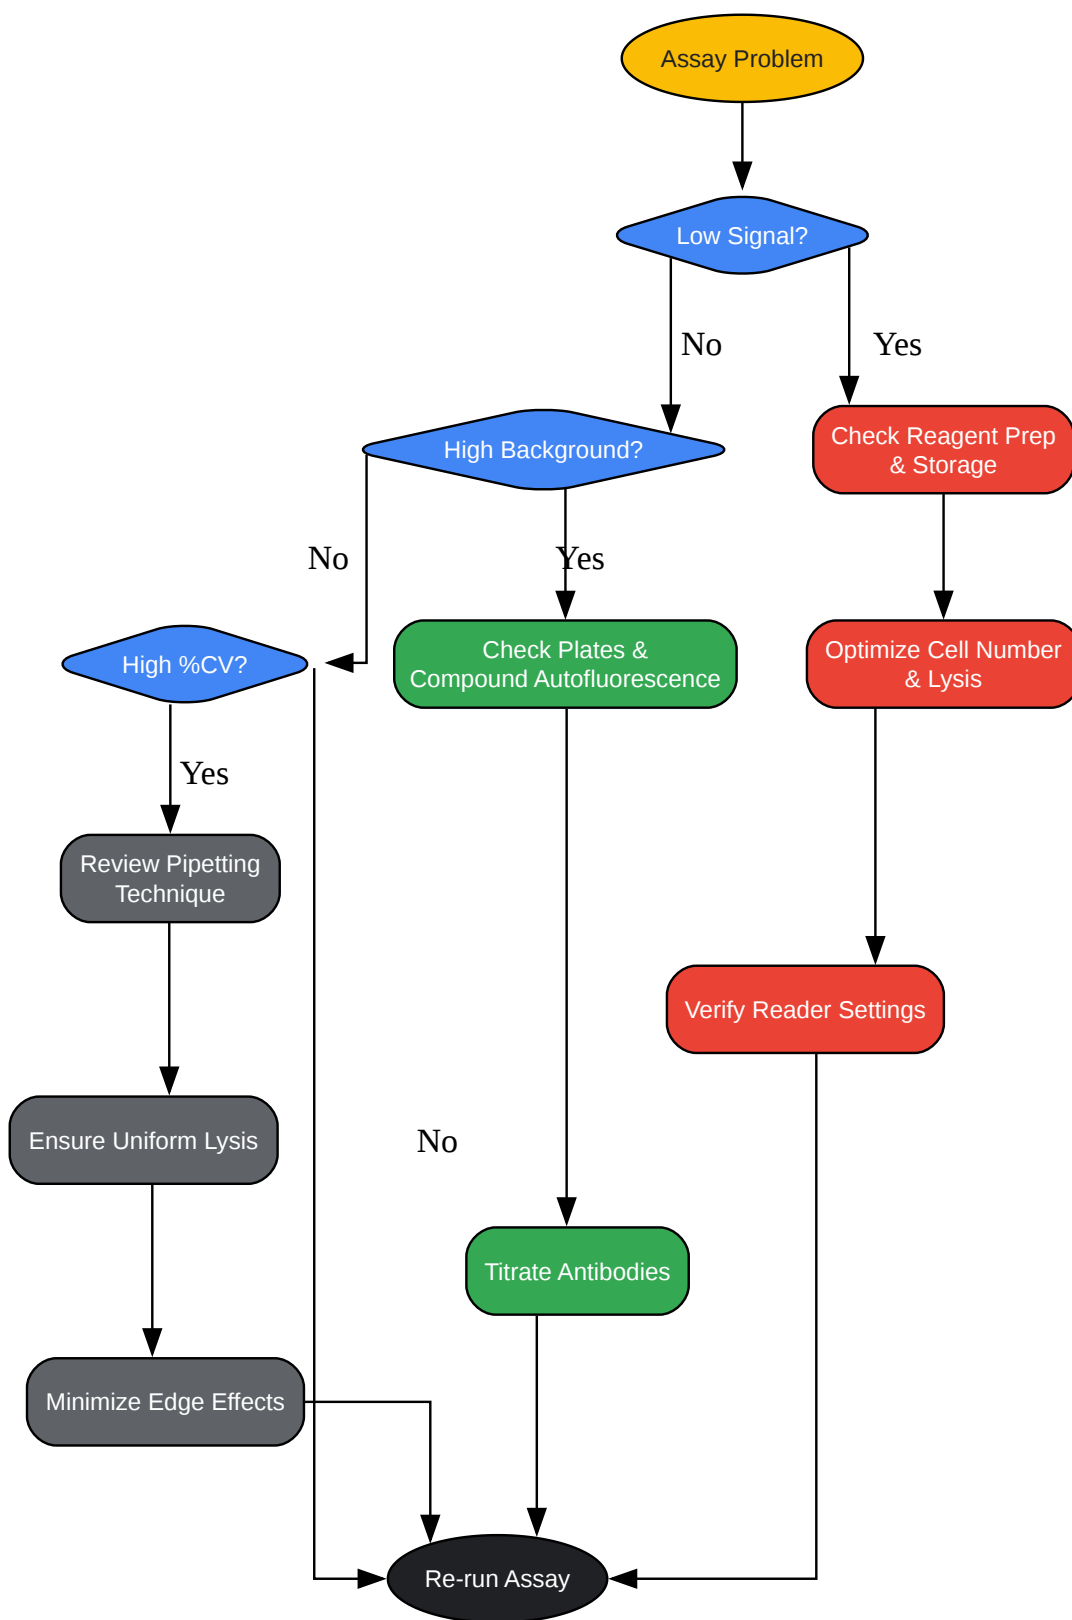 Assay Problem
Low Signal?
No
Yes
High Background?
Check Reagent Prep
& Storage
No
Yes
High %CV?
Check Plates &
Compound Autofluorescence
Optimize Cell Number
& Lysis
Yes
Review Pipetting
Technique
Verify Reader Settings
Ensure Uniform Lysis
No
Titrate Antibodies
Minimize Edge Effects
Re-run Assay